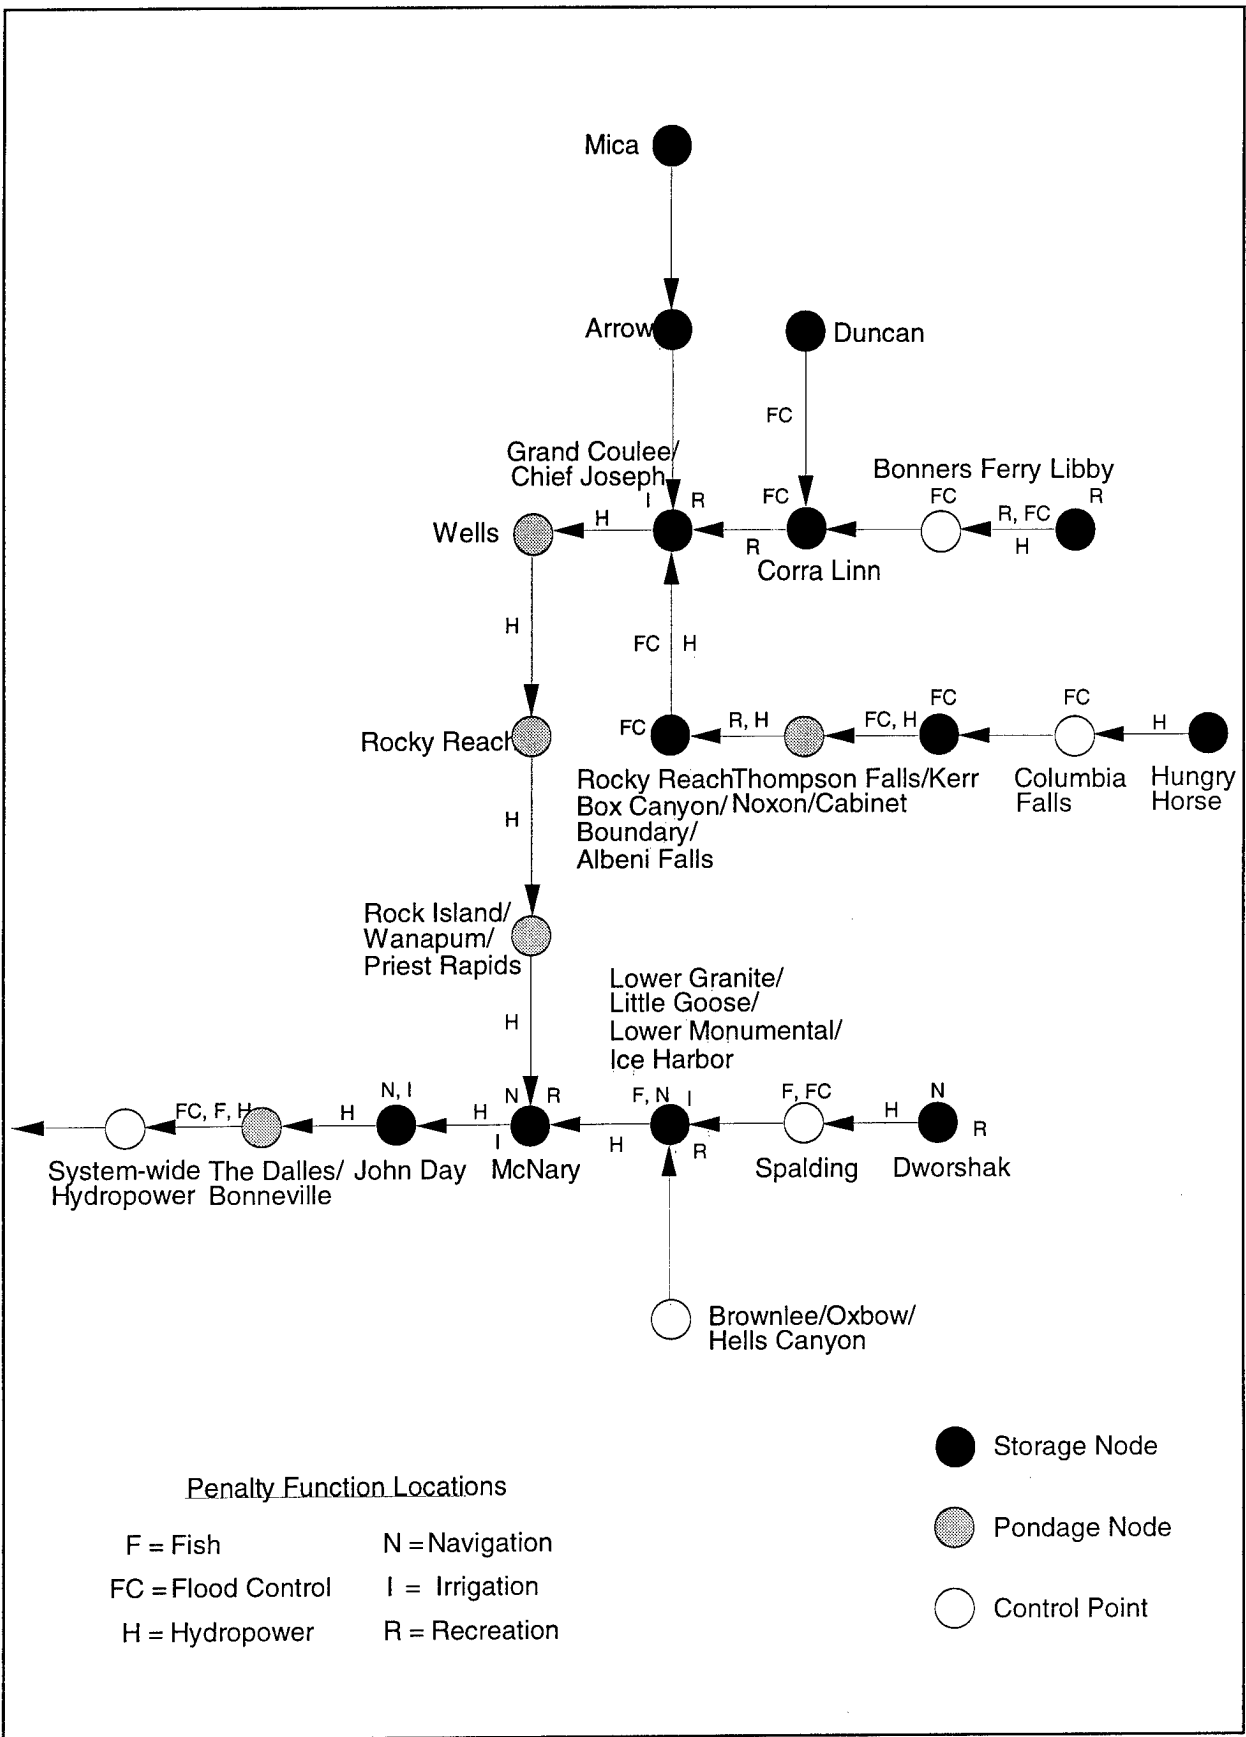 Mica
Arrow
Duncan
FC
Grand Coulee/
Chief Joseph
I
R
FC
Bonners Ferry Libby
FC
R
R, FC
H
Wells
H
R
Corra Linn
H
FC
H
FC
FC
FC
R, H
FC, H
H
Rocky Reach
Rocky Reach
Box Canyon/
Boundary/
Albeni Falls
Thompson Falls/Kerr
Noxon/Cabinet
Columbia
Falls
Hungry
Horse
H
Rock Island/
Wanapum/
Priest Rapids
H
Lower Granite/
Little Goose/
Lower Monumental/
Ice Harbor
N, I
N
R
F, N
I
F, FC
N
FC, F, H
H
H
I
H
R
H
R
System-wide
Hydropower
The Dalles/
Bonneville
John Day
McNary
Spalding
Dworshak
Brownlee/Oxbow/
Hells Canyon
Storage Node
Pondage Node
Control Point
Penalty Function Locations
F = Fish
N = Navigation
FC = Flood Control
I = Irrigation
H = Hydropower
R = Recreation